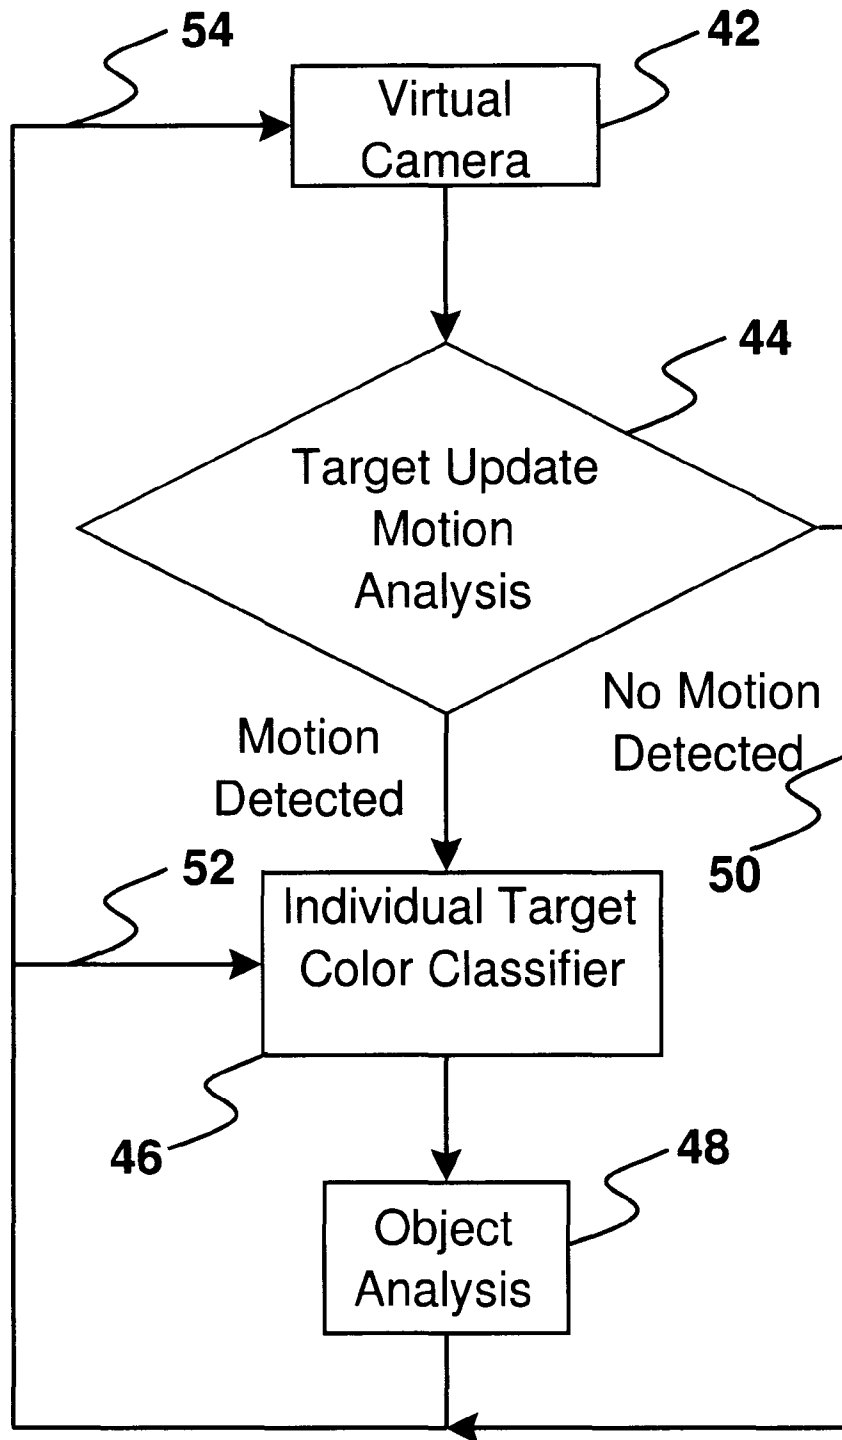 54
42
Virtual
Camera
44
Target Update
Motion
Analysis
No Motion
Detected
Motion
Detected
50
52
Individual Target
Color Classifier
46
48
Object
Analysis